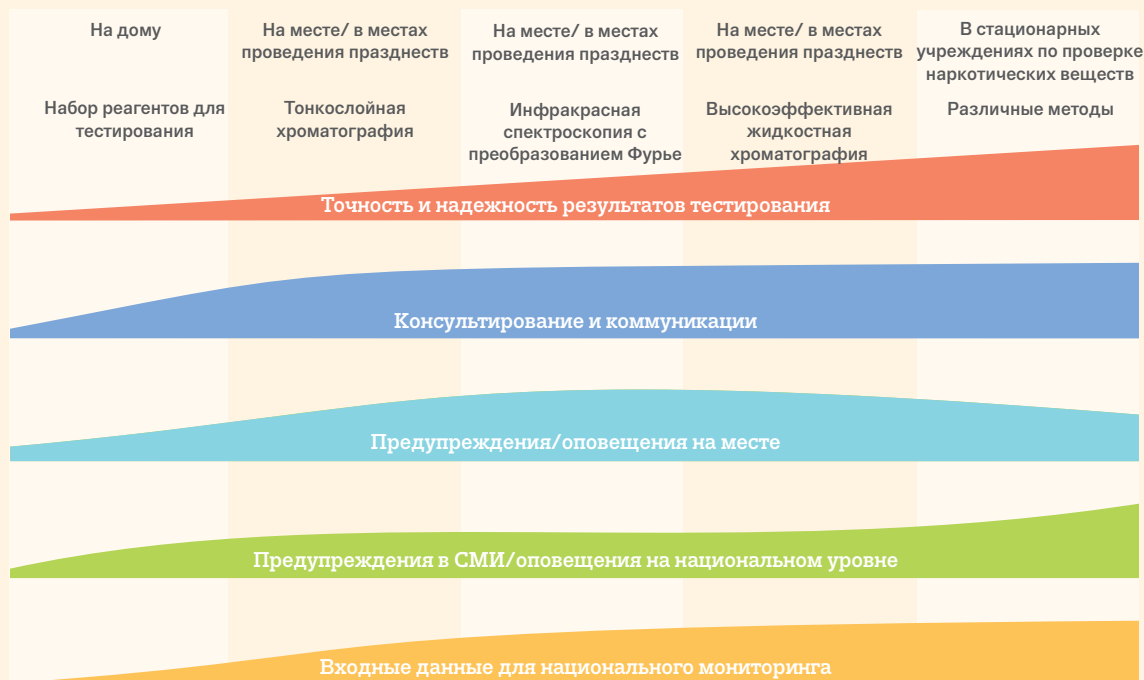 На дому
На месте/ в местах
проведения празднеств
На месте/ в местах
проведения празднеств
На месте/ в местах
проведения празднеств
В стационарных
учреждениях по проверке
наркотических веществ
Набор реагентов для
тестирования
Тонкослойная
хроматография
Инфракрасная
спектроскопия с
преобразованием Фурье
Высокоэффективная
жидкостная
хроматография
Различные методы
Точность и надежность результатов тестирования
Консультирование и коммуникации
Предупреждения/оповещения на месте
Предупреждения в СМИ/оповещения на национальном уровне
Входные данные для национального мониторинга